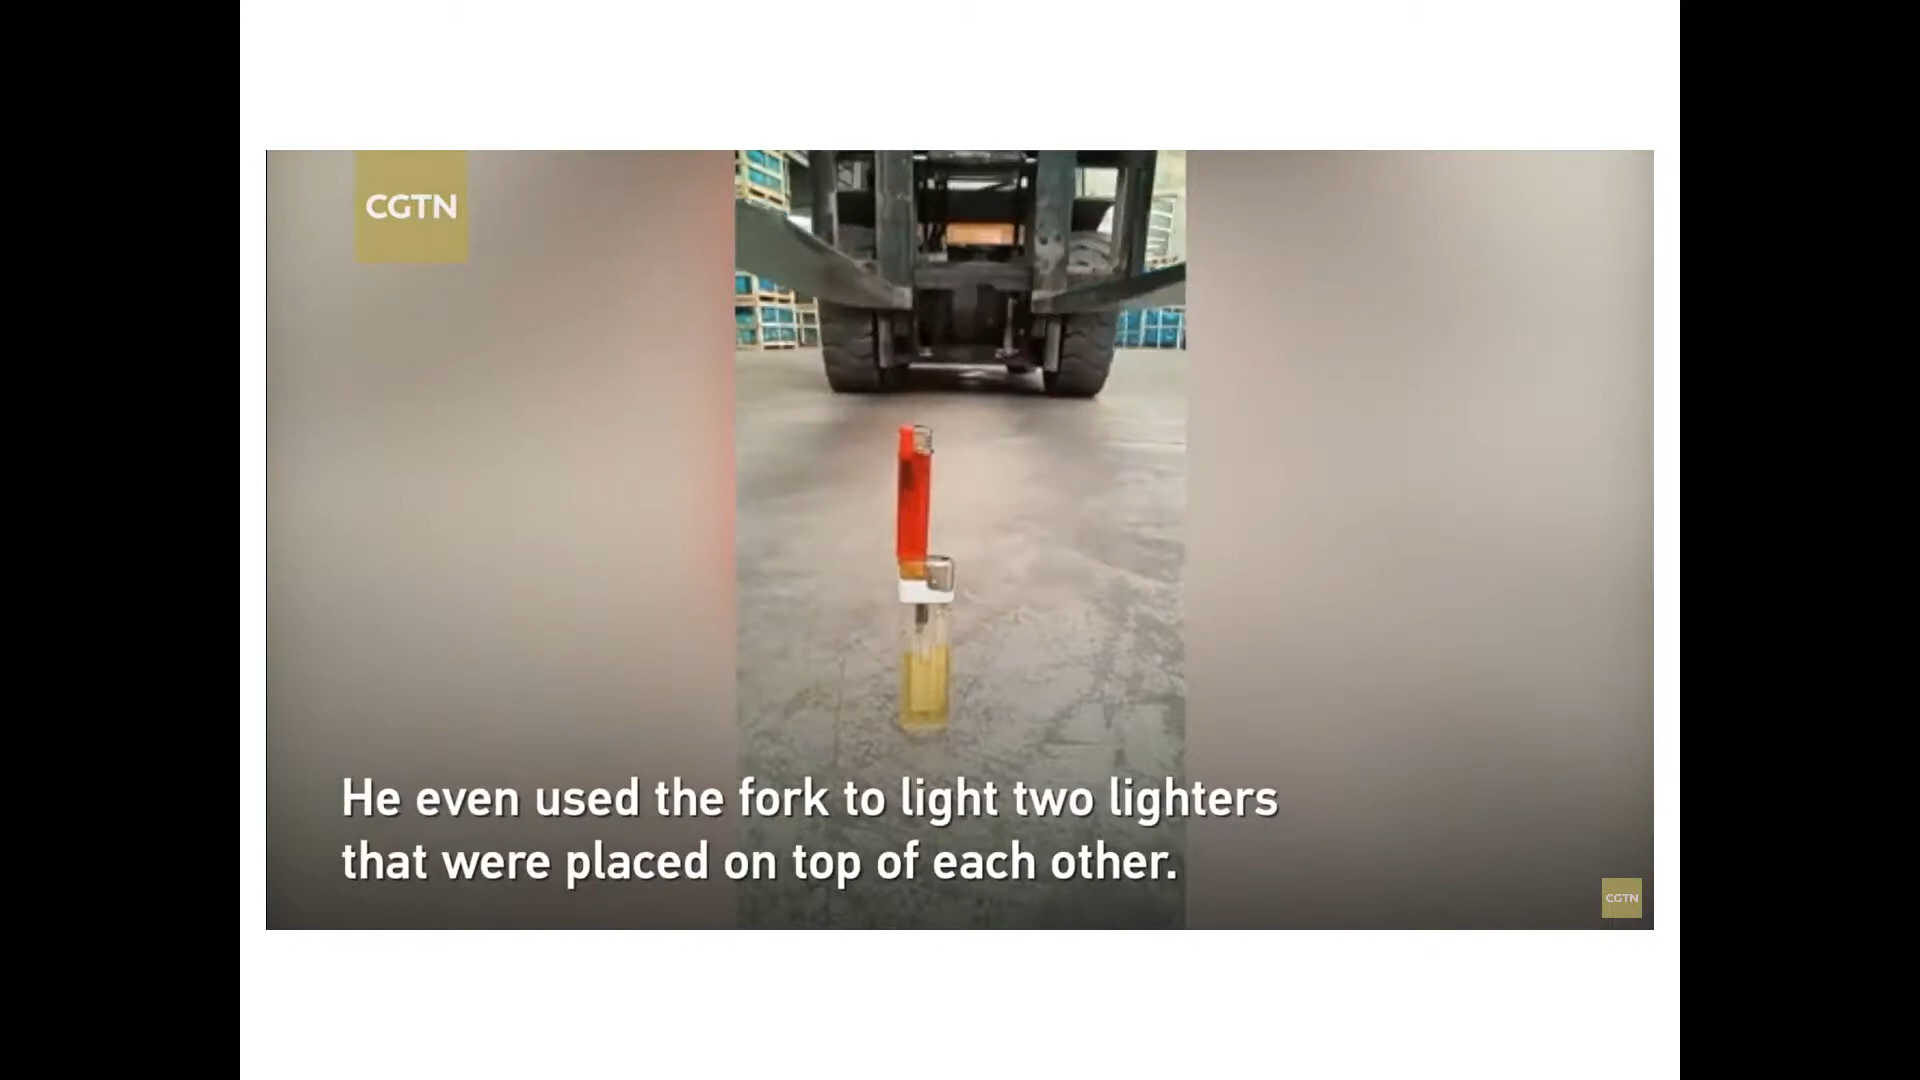 CGTN
He even used the fork to light two lighters
that were placed on top of each other.
CGTN